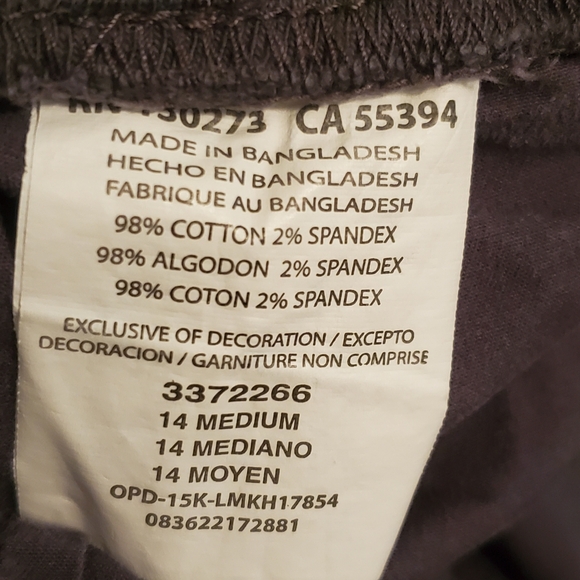 RN 130273 CA 55394
MADE IN BANGLADESH
HECHO EN BANGLADESH
FABRIQUE AU BANGLADESH
98% COTTON 2% SPANDEX
98% ALGODON 2% SPANDEX
98% COTON 2% SPANDEX
EXCLUSIVE OF DECORATION / EXCEPTO
DECORACION / GARNITURE NON COMPRISE
3372266
14 MEDIUM
14 MEDIANO
14 MOYEN
OPD-15K-LMKH17854
083622172881